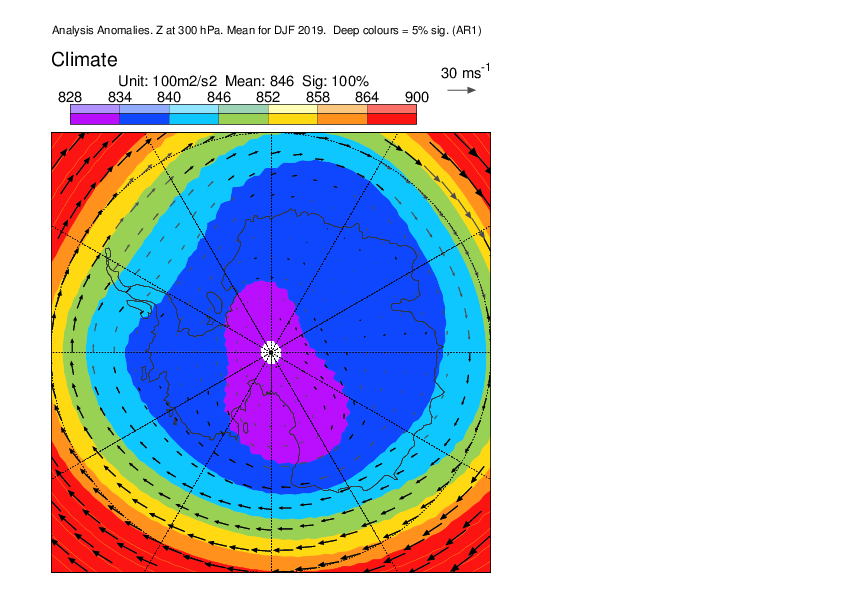 Analysis Anomalies. Z at 300 hPa. Mean for DJF 2019.  Deep colours = 5% sig. (AR1)
Climate
30 ms-1
Unit: 100m2/s2  Mean: 846  Sig: 100%
828 834 840 846 852 858 864 900